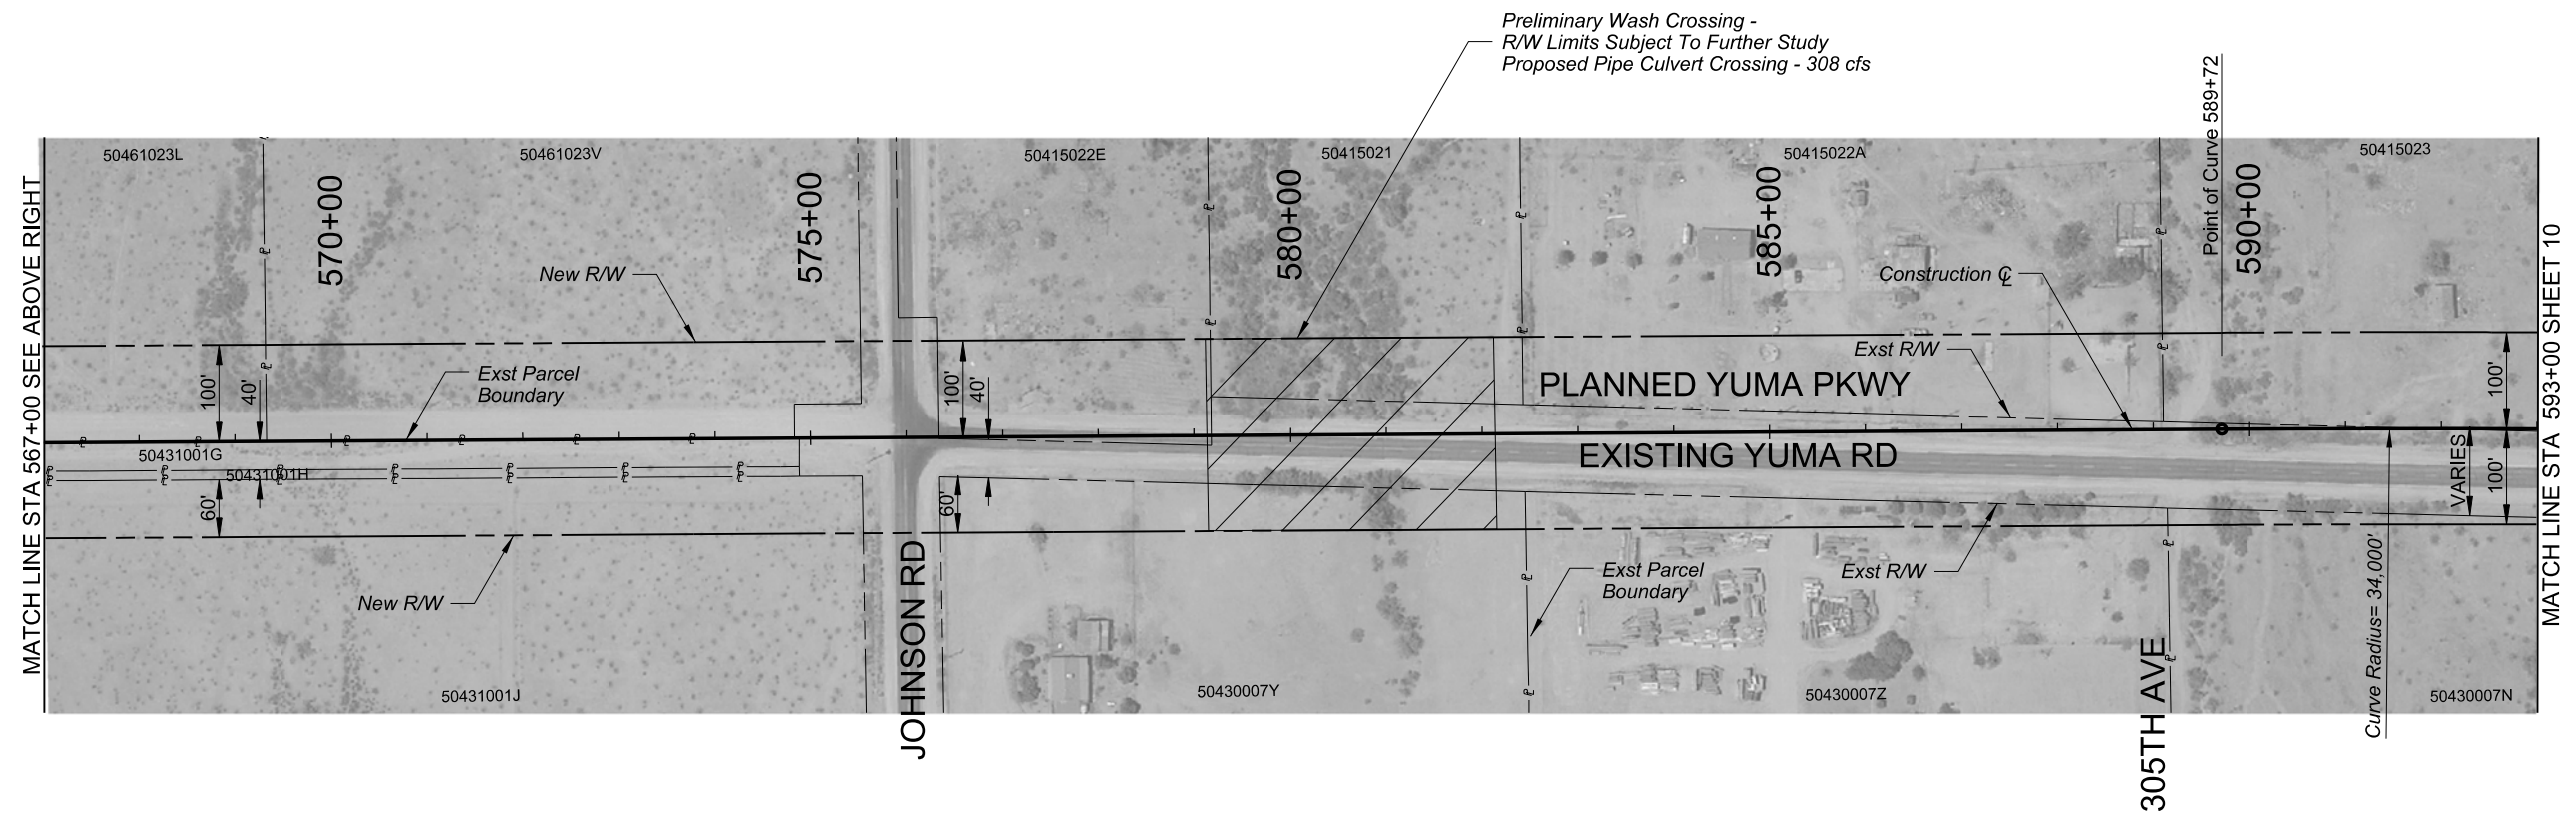 Preliminary Wash Crossing -
R/W Limits Subject To Further Study
Proposed Pipe Culvert Crossing - 308 cfs
Point of Curve 589+72
50461023L
50461023V
50415022E
50415021
50415022A
50415023
MATCH LINE STA 567+00 SEE ABOVE RIGHT
570+00
575+00
580+00
585+00
590+00
MATCH LINE STA 593+00 SHEET 10
New R/W
Construction ℄
100'
40'
Exst Parcel
Boundary
100'
40'
Exst R/W
PLANNED YUMA PKWY
100'
50431001G
50431001H
EXISTING YUMA RD
VARIES
100'
60'
60'
New R/W
JOHNSON RD
Exst Parcel
Boundary
Exst R/W
Curve Radius= 34,000'
305TH AVE
50431001J
50430007Y
50430007Z
50430007N